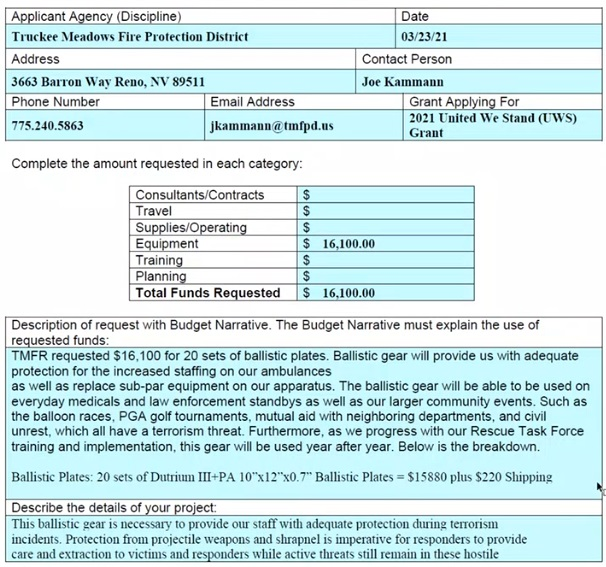 Applicant Agency (Discipline) Date
Truckee Meadows Fire Protection District 03/23/21
Address Contact Person
3663 Barron Way Reno, NV 89511 Joe Kammann
Phone Number Email Address Grant Applying For
775.240.5863 jkammann@tmfpd.us 2021 United We Stand (UWS)
Grant
Complete the amount requested in each category:
Consultants/Contracts $
Travel $
Supplies/Operating $
Equipment $ 16,100.00
Training $
Planning $
Total Funds Requested $ 16,100.00
Description of request with Budget Narrative. The Budget Narrative must explain the use of
requested funds:
TMFR requested $16,100 for 20 sets of ballistic plates. Ballistic gear will provide us with adequate
protection for the increased staffing on our ambulances
as well as replace sub-par equipment on our apparatus. The ballistic gear will be able to be used on
everyday medicals and law enforcement standbys as well as our larger community events. Such as
the balloon races, PGA golf tournaments, mutual aid with neighboring departments, and civil
unrest, which all have a terrorism threat. Furthermore, as we progress with our Rescue Task Force
training and implementation, this gear will be used year after year. Below is the breakdown.
Ballistic Plates: 20 sets of Dutrium III+PA 10”x12”x0.7” Ballistic Plates = $15880 plus $220 Shipping
Describe the details of your project:
This ballistic gear is necessary to provide our staff with adequate protection during terrorism
incidents. Protection from projectile weapons and shrapnel is imperative for responders to provide
care and extraction to victims and responders while active threats still remain in these hostile